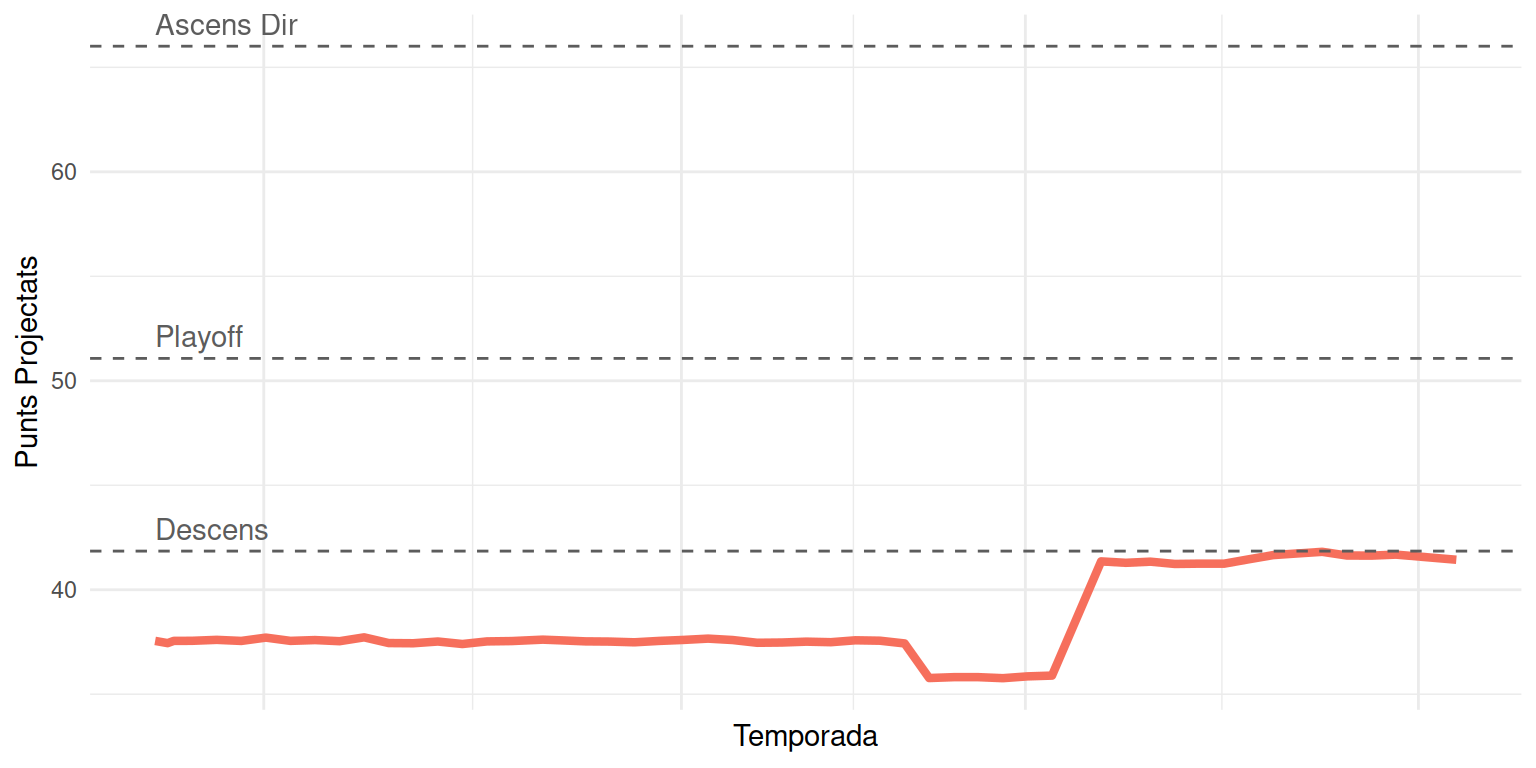 Ascens Dir
60
Playoff
50
Descens
40
Punts Projectats
Temporada